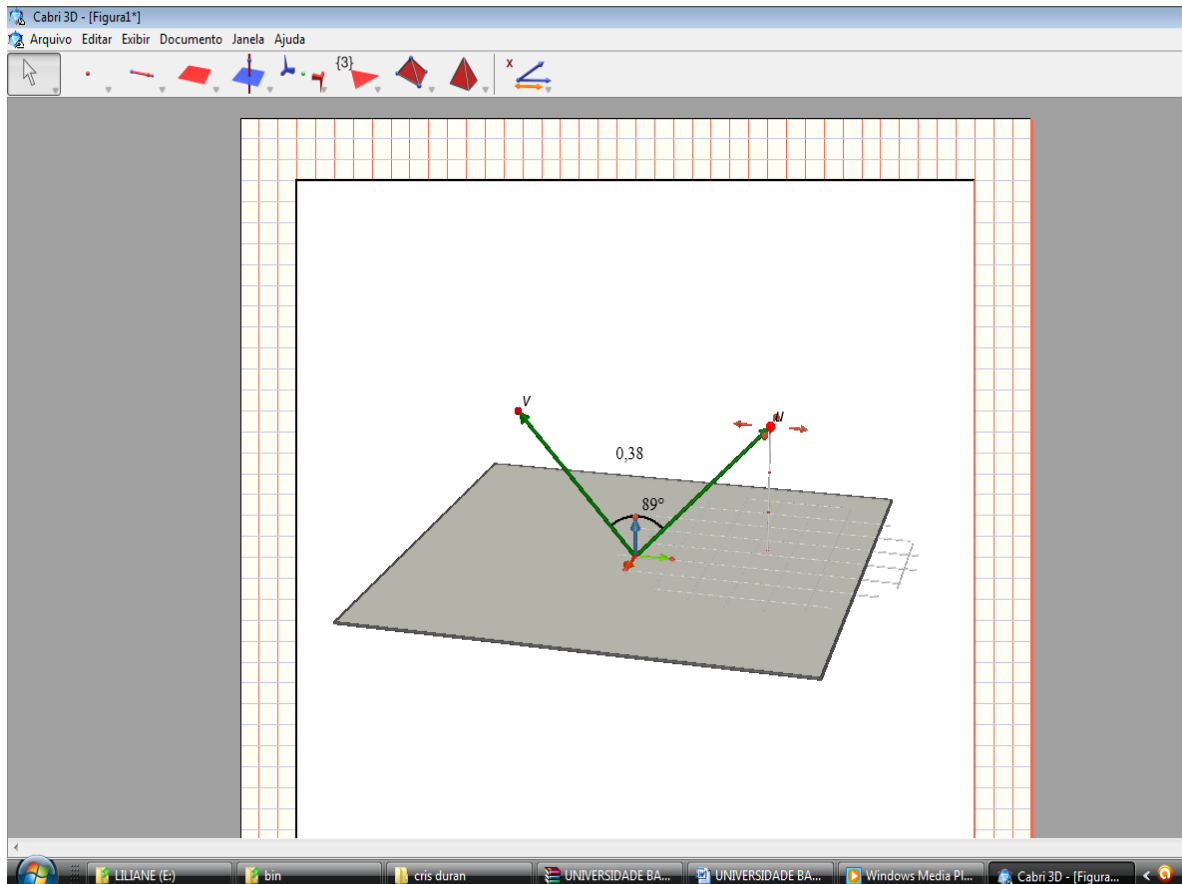 Cabri 3D - [Figura1*]
Arquivo Editar Exibir Documento Janela Ajuda
{3}
x
V
0,38
89°
LILIANE (E:)
bin
cris duran
UNIVERSIDADE BA...
UNIVERSIDADE BA...
Windows Media Pl...
Cabri 3D - [Figura...